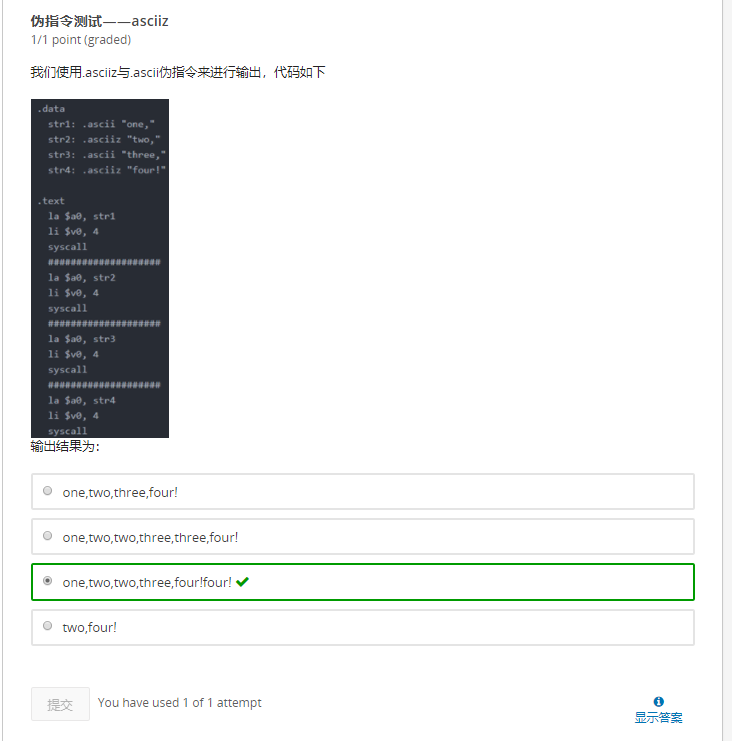 伪指令测试——asciiz
1/1 point (graded)
我们使用.asciiz与.ascii伪指令来进行输出，代码如下
.data
str1: .ascii "one,"
str2: .asciiz "two,"
str3: .ascii "three,"
str4: .asciiz "four!"
.text
la $a0, str1
li $v0, 4
syscall
####################
la $a0, str2
li $v0, 4
syscall
####################
la $a0, str3
li $v0, 4
syscall
####################
la $a0, str4
li $v0, 4
syscall
输出结果为：
one,two,three,four!
one,two,two,three,three,four!
one,two,two,three,four!four!
two,four!
提交 You have used 1 of 1 attempt
显示答案